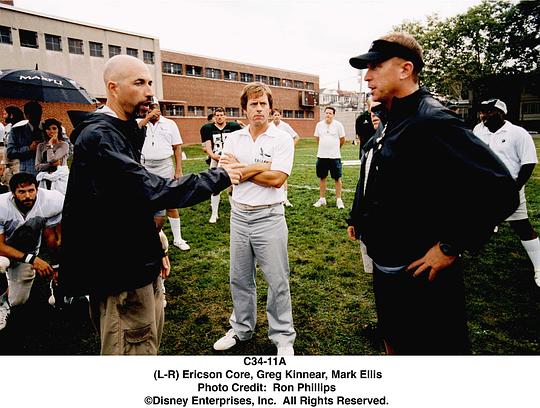 C34-11A
(L-R) Ericson Core, Greg Kinnear, Mark Ellis
Photo Credit: Ron Phillips
©Disney Enterprises, Inc. All Rights Reserved.